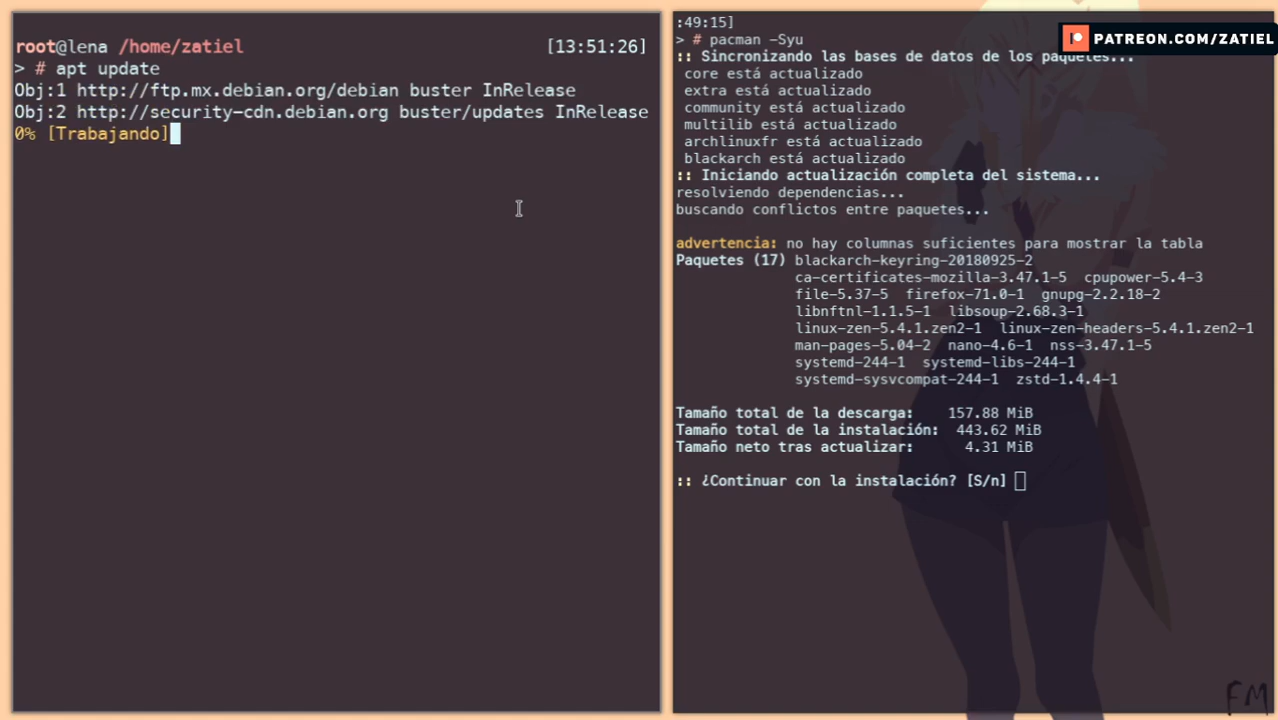 root@lena /home/zatiel [13:51:26]
> # apt update
Obj:1 http://ftp.mx.debian.org/debian buster InRelease
Obj:2 http://security-cdn.debian.org buster/updates InRelease
0% [Trabajando]
:49:15]
> # pacman -Syu
:: Sincronizando las bases de datos de los paquetes...
core está actualizado
extra está actualizado
community está actualizado
multilib está actualizado
archlinuxfr está actualizado
blackarch está actualizado
:: Iniciando actualización completa del sistema...
resolviendo dependencias...
buscando conflictos entre paquetes...
advertencia: no hay columnas suficientes para mostrar la tabla
Paquetes (17) blackarch-keyring-20180925-2
ca-certificates-mozilla-3.47.1-5 cpupower-5.4-3
file-5.37-5 firefox-71.0-1 gnupg-2.2.18-2
libnftnl-1.1.5-1 libsoup-2.68.3-1
linux-zen-5.4.1.zen2-1 linux-zen-headers-5.4.1.zen2-1
man-pages-5.04-2 nano-4.6-1 nss-3.47.1-5
systemd-244-1 systemd-libs-244-1
systemd-sysvcompat-244-1 zstd-1.4.4-1
Tamaño total de la descarga: 157.88 MiB
Tamaño total de la instalación: 443.62 MiB
Tamaño neto tras actualizar: 4.31 MiB
:: ¿Continuar con la instalación? [S/n]
PATREON.COM/ZATIEL
FM